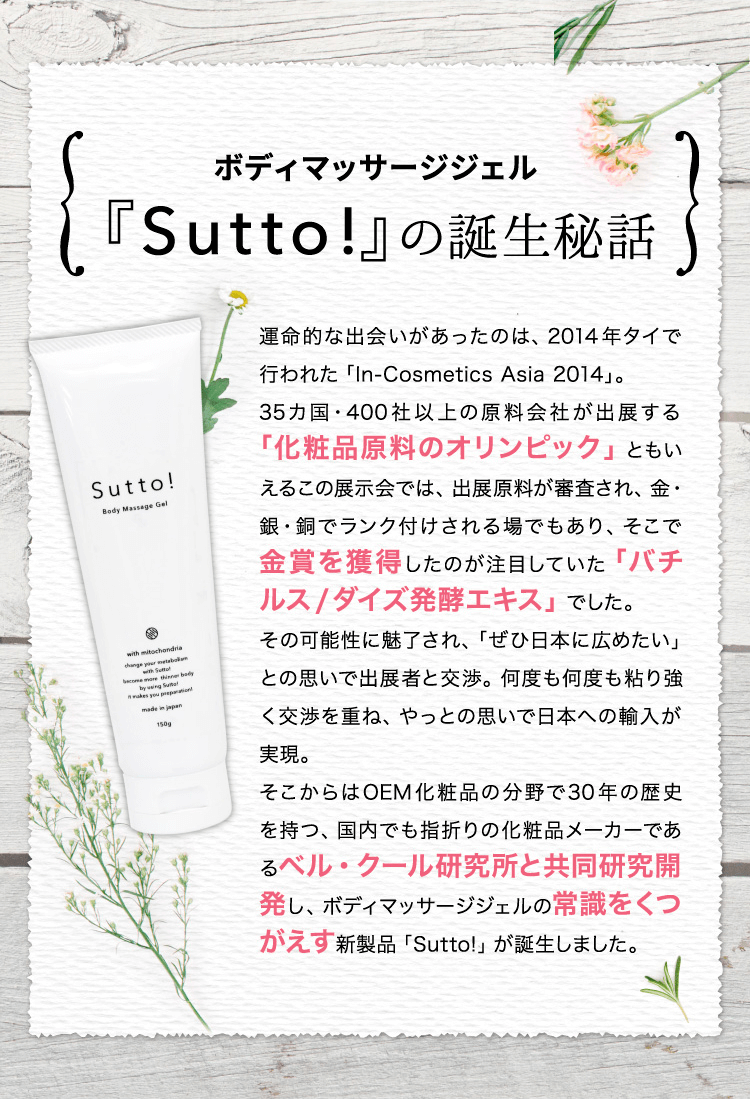 ボディマッサージジェル
『Sutto!』の誕生秘話
運命的な出会いがあったのは、2014年タイで
行われた「In-Cosmetics Asia 2014」。
35カ国・400社以上の原料会社が出展する
「化粧品原料のオリンピック」ともい
えるこの展示会では、出展原料が審査され、金・
銀・銅でランク付けされる場でもあり、そこで
金賞を獲得したのが注目していた「バチ
ルス/ダイズ発酵エキス」でした。
その可能性に魅了され、「ぜひ日本に広めたい」
との思いで出展者と交渉。何度も何度も粘り強
く交渉を重ね、やっとの思いで日本への輸入が
実現。
そこからはOEM化粧品の分野で30年の歴史
を持つ、国内でも指折りの化粧品メーカーであ
るベル・クール研究所と共同研究開
発し、ボディマッサージジェルの常識をくつ
がえす新製品「Sutto!」が誕生しました。
Sutto!
Body Massage Gel
with mitochondria
change your metabolism
with Sutto!
become more thinner body
by using Sutto!
it makes you preparation!
made in japan
150g